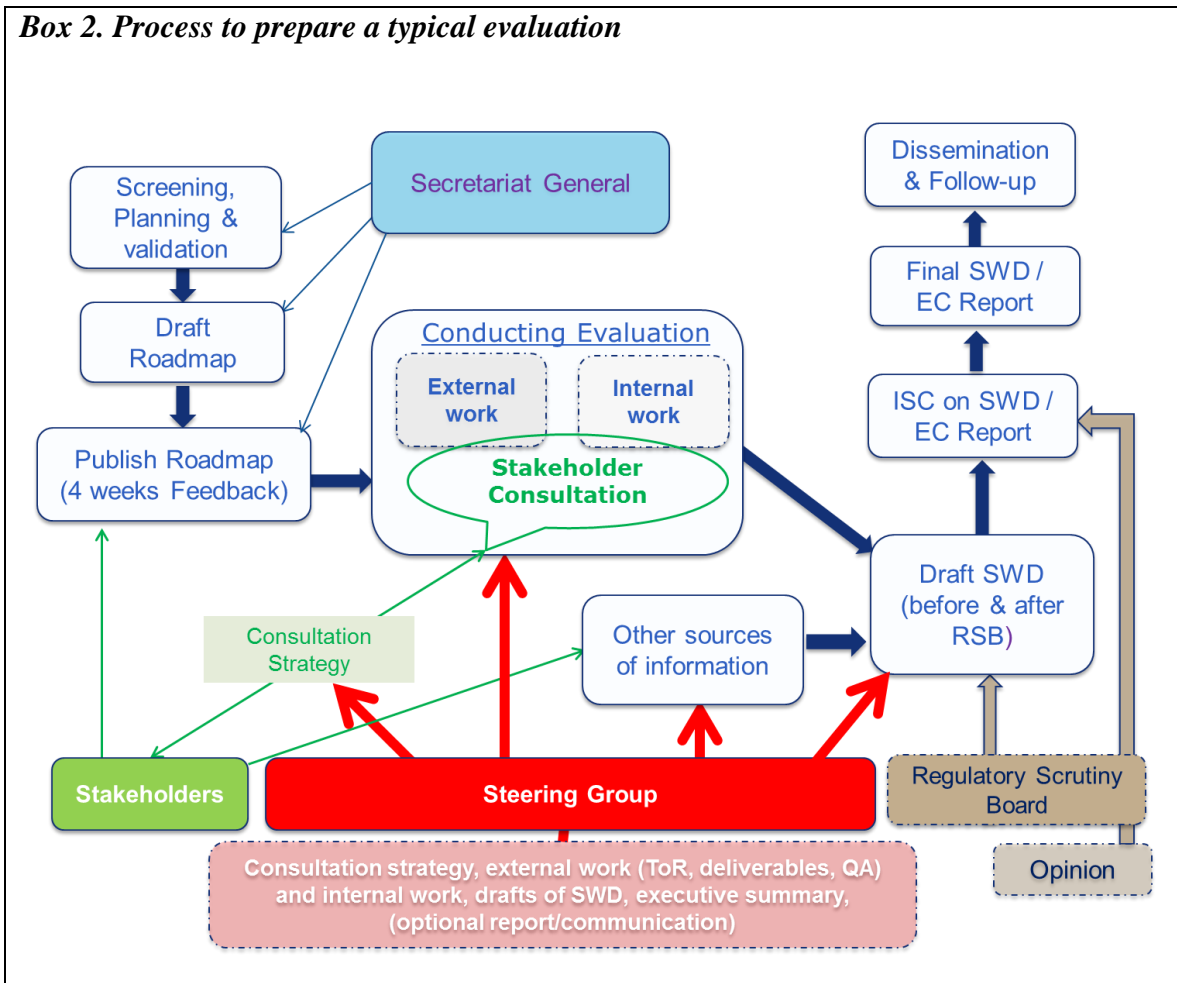 Box 2. Process to prepare a typical evaluation
Screening,
Planning &
validation
Secretariat General
Dissemination
& Follow-up
Draft
Roadmap
Final SWD /
EC Report
Conducting Evaluation
External
work
Internal
work
Stakeholder
Consultation
Publish Roadmap
(4 weeks Feedback)
ISC on SWD /
EC Report
Consultation
Strategy
Other sources
of information
Draft SWD
(before & after
RSB)
Stakeholders
Steering Group
Regulatory Scrutiny
Board
Consultation strategy, external work (ToR, deliverables, QA)
and internal work, drafts of SWD, executive summary,
(optional report/communication)
Opinion